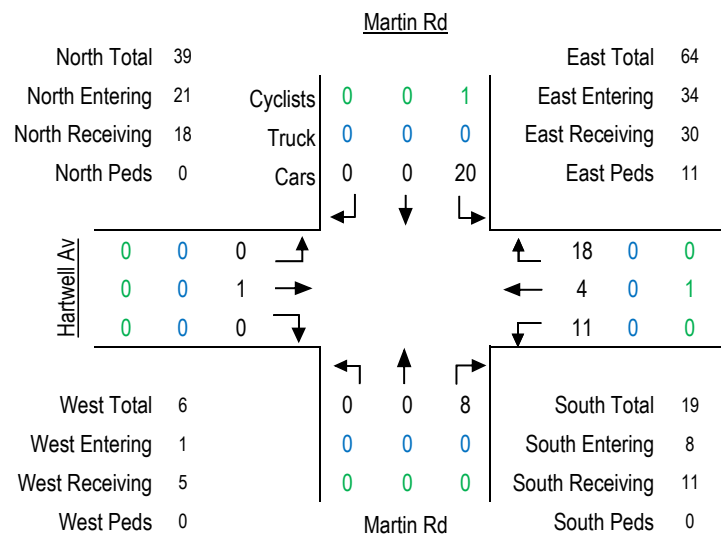 Martin Rd
North Total 39
East Total 64
North Entering 21
Cyclists 0 0 1
East Entering 34
North Receiving 18
Truck 0 0 0
East Receiving 30
North Peds 0
Cars 0 0 20
East Peds 11
Hartwell Av
0 0 0
18 0 0
0 0 1
4 0 1
0 0 0
11 0 0
West Total 6
0 0 8
South Total 19
West Entering 1
0 0 0
South Entering 8
West Receiving 5
0 0 0
South Receiving 11
West Peds 0
Martin Rd
South Peds 0